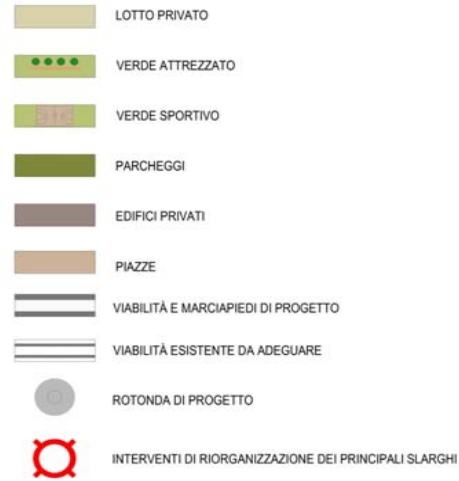 LOTTO PRIVATO
VERDE ATTREZZATO
VERDE SPORTIVO
PARCHEGGI
EDIFICI PRIVATI
PIAZZE
VIABILITÀ E MARCIAPIEDI DI PROGETTO
VIABILITÀ ESISTENTE DA ADEGUARE
ROTONDA DI PROGETTO
INTERVENTI DI RIORGANIZZAZIONE DEI PRINCIPALI SLARGHI